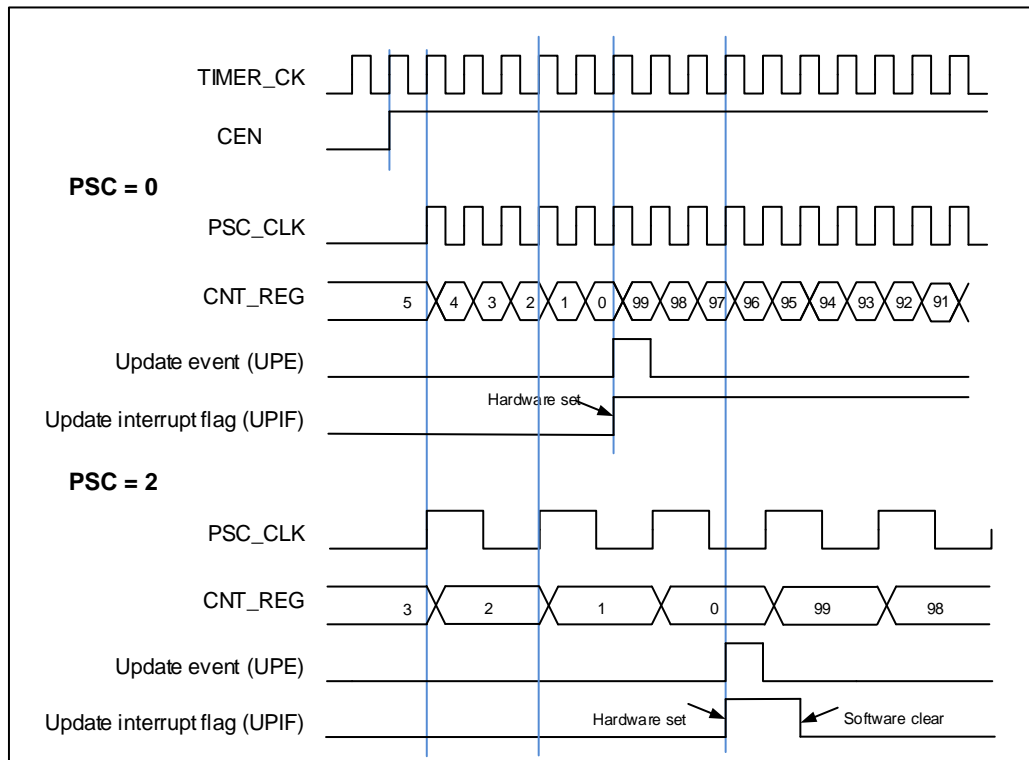 TIMER_CK
CEN
PSC = 0
PSC_CLK
CNT_REG 5 4 3 2 1 0 99 98 97 96 95 94 93 92 91
Update event (UPE)
Hardware set
Update interrupt flag (UPIF)
PSC = 2
PSC_CLK
CNT_REG 3 2 1 0 99 98
Update event (UPE)
Update interrupt flag (UPIF) Hardware set Software clear